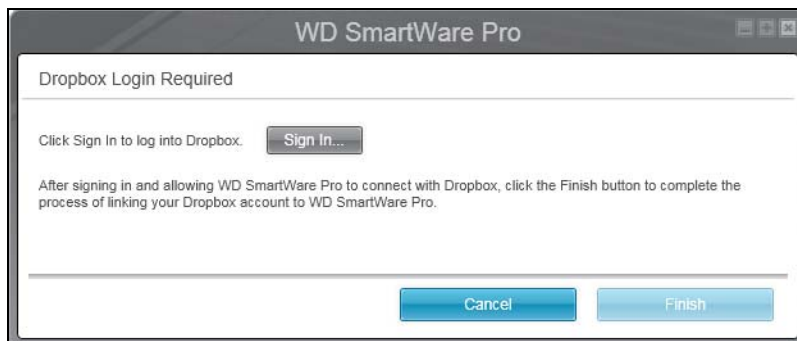 WD SmartWare Pro
Dropbox Login Required
Click Sign In to log into Dropbox. Sign In...
After signing in and allowing WD SmartWare Pro to connect with Dropbox, click the Finish button to complete the
process of linking your Dropbox account to WD SmartWare Pro.
Cancel Finish